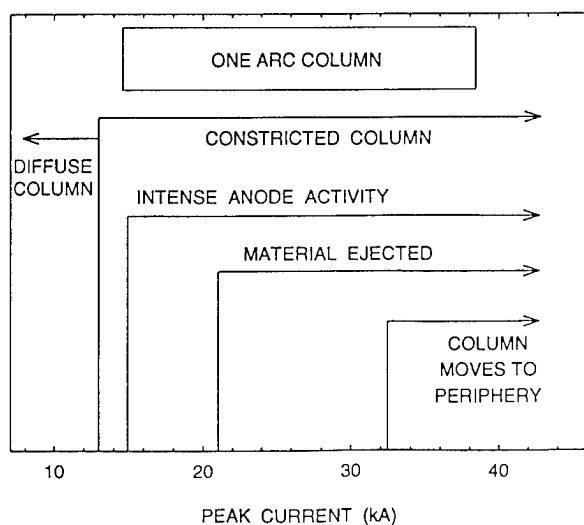 ONE ARC COLUMN
CONSTRICTED COLUMN
DIFFUSE
COLUMN
INTENSE ANODE ACTIVITY
MATERIAL EJECTED
COLUMN
MOVES TO
PERIPHERY
10 20 30 40
PEAK CURRENT (kA)